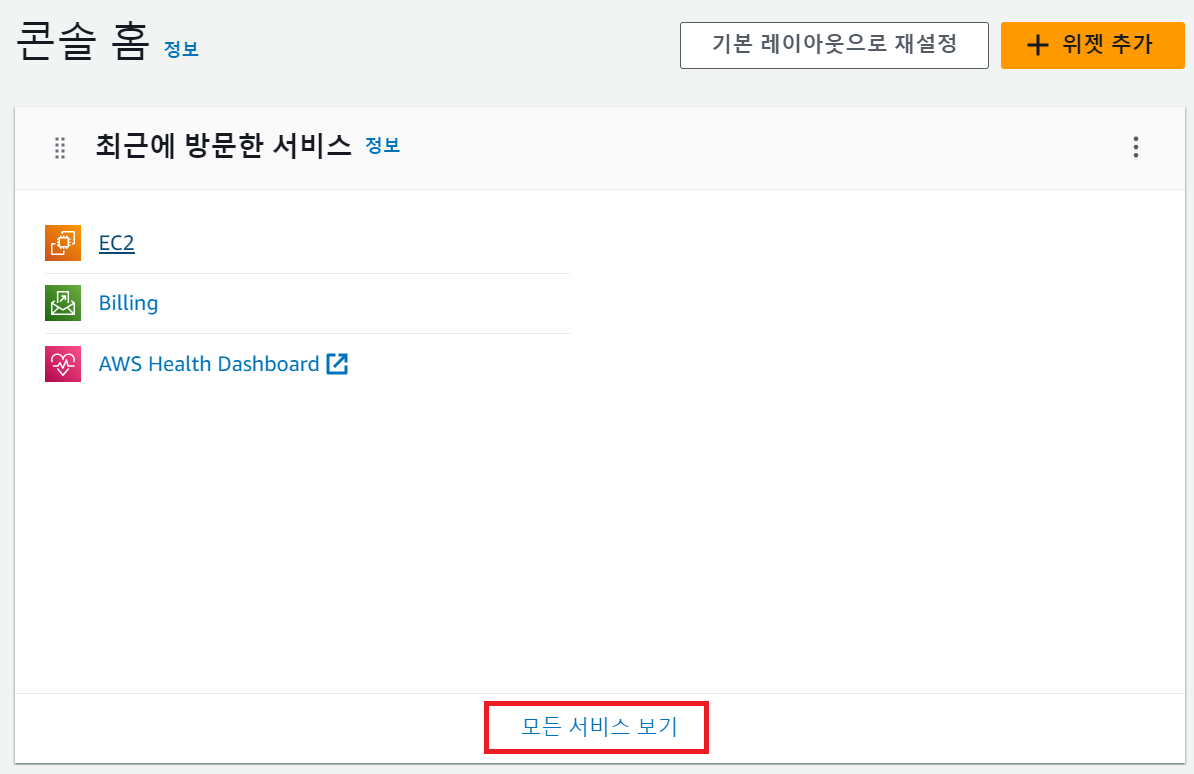 콘솔 홈 정보
기본 레이아웃으로 재설정
위젯 추가
최근에 방문한 서비스 정보
EC2
Billing
AWS Health Dashboard
모든 서비스 보기